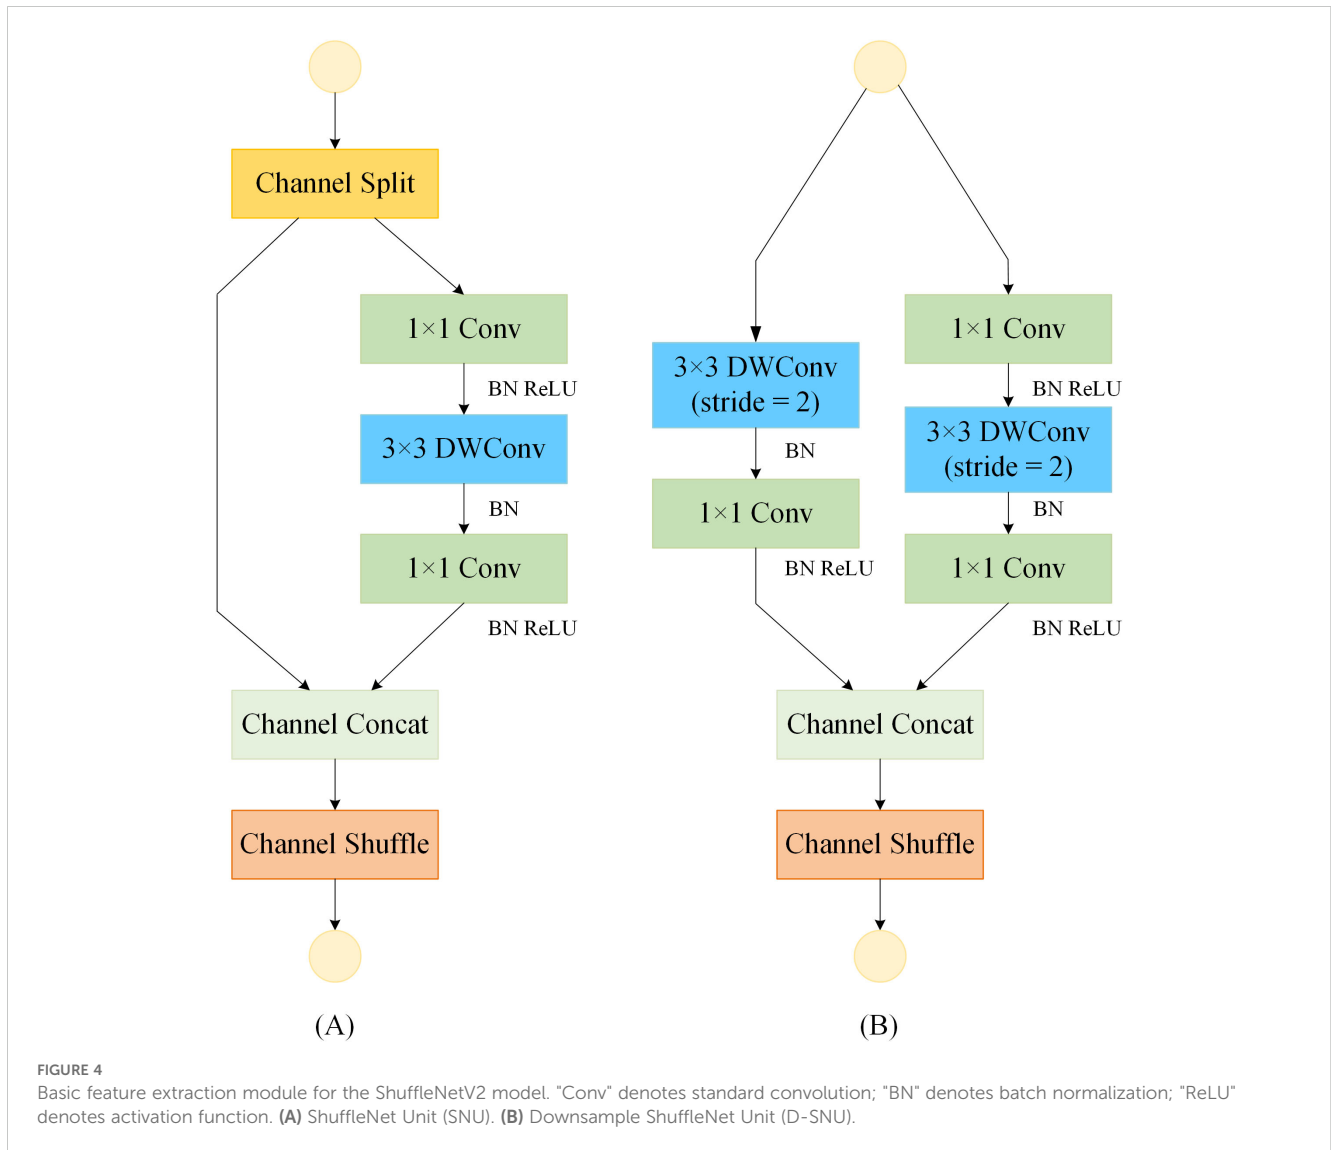 Channel Split
1×1 Conv
BN ReLU
3×3 DWConv
BN
1×1 Conv
BN ReLU
Channel Concat
Channel Shuffle
(A)
3×3 DWConv
(stride = 2)
BN
1×1 Conv
BN ReLU
1×1 Conv
BN ReLU
3×3 DWConv
(stride = 2)
BN
1×1 Conv
BN ReLU
Channel Concat
Channel Shuffle
(B)
FIGURE 4
Basic feature extraction module for the ShuffleNetV2 model. "Conv" denotes standard convolution; "BN" denotes batch normalization; "ReLU"
denotes activation function. (A) ShuffleNet Unit (SNU). (B) Downsample ShuffleNet Unit (D-SNU).